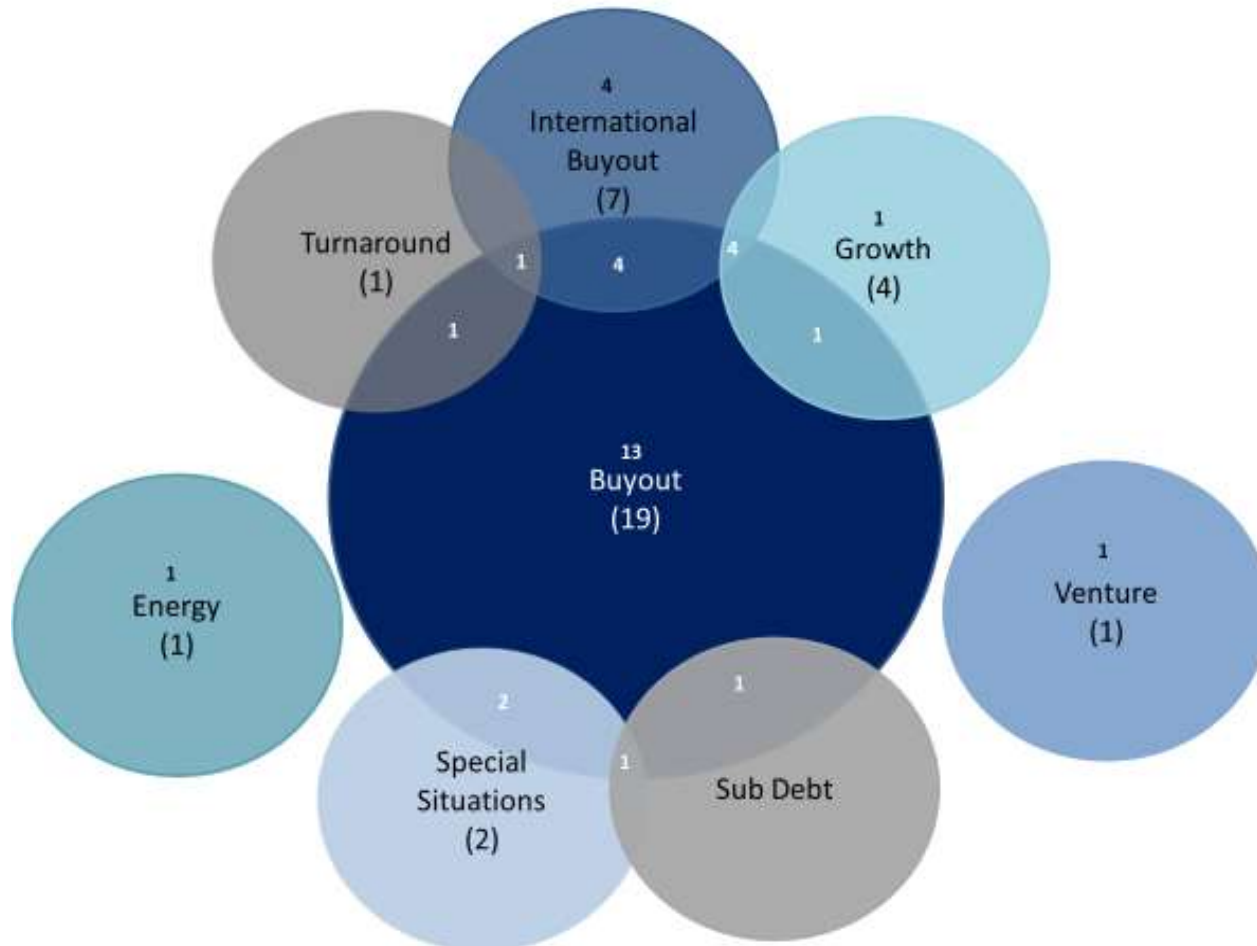 4
International
Buyout
(7)
Turnaround
(1)
1
Growth
(4)
1
4
4
1
1
13
Buyout
(19)
1
Energy
(1)
1
Venture
(1)
2
1
1
Special
Situations
(2)
Sub Debt